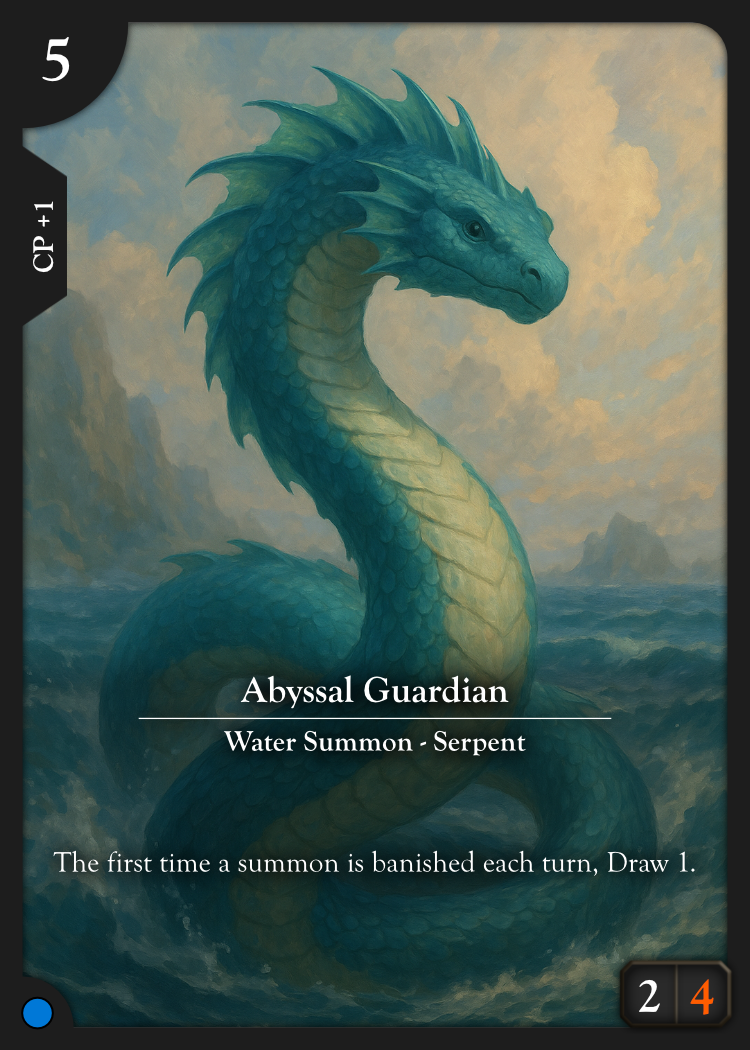 5
CP +1
Abyssal Guardian
Water Summon - Serpent
The first time a summon is banished each turn, Draw 1.
2 4